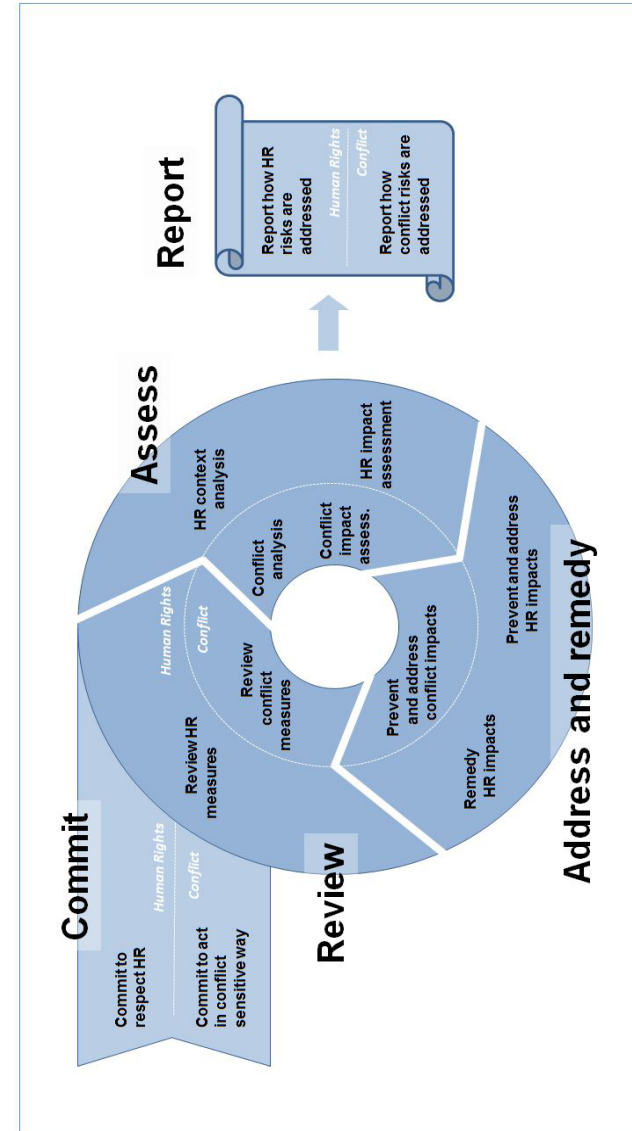 Commit
Human Rights
Commit to
respect HR
Conflict
Commit to act
in conflict
sensitive way
Assess
HR context
analysis
HR impact
assessment
Conflict
analysis
Conflict
impact
assess.
Address and remedy
Prevent and address
HR impacts
Remedy
HR impacts
Prevent
and address
conflict impacts
Review
Human Rights
Review HR
measures
Conflict
Review
conflict
measures
Report
Report how HR
risks are
addressed
Human Rights
Conflict
Report how
conflict risks are
addressed